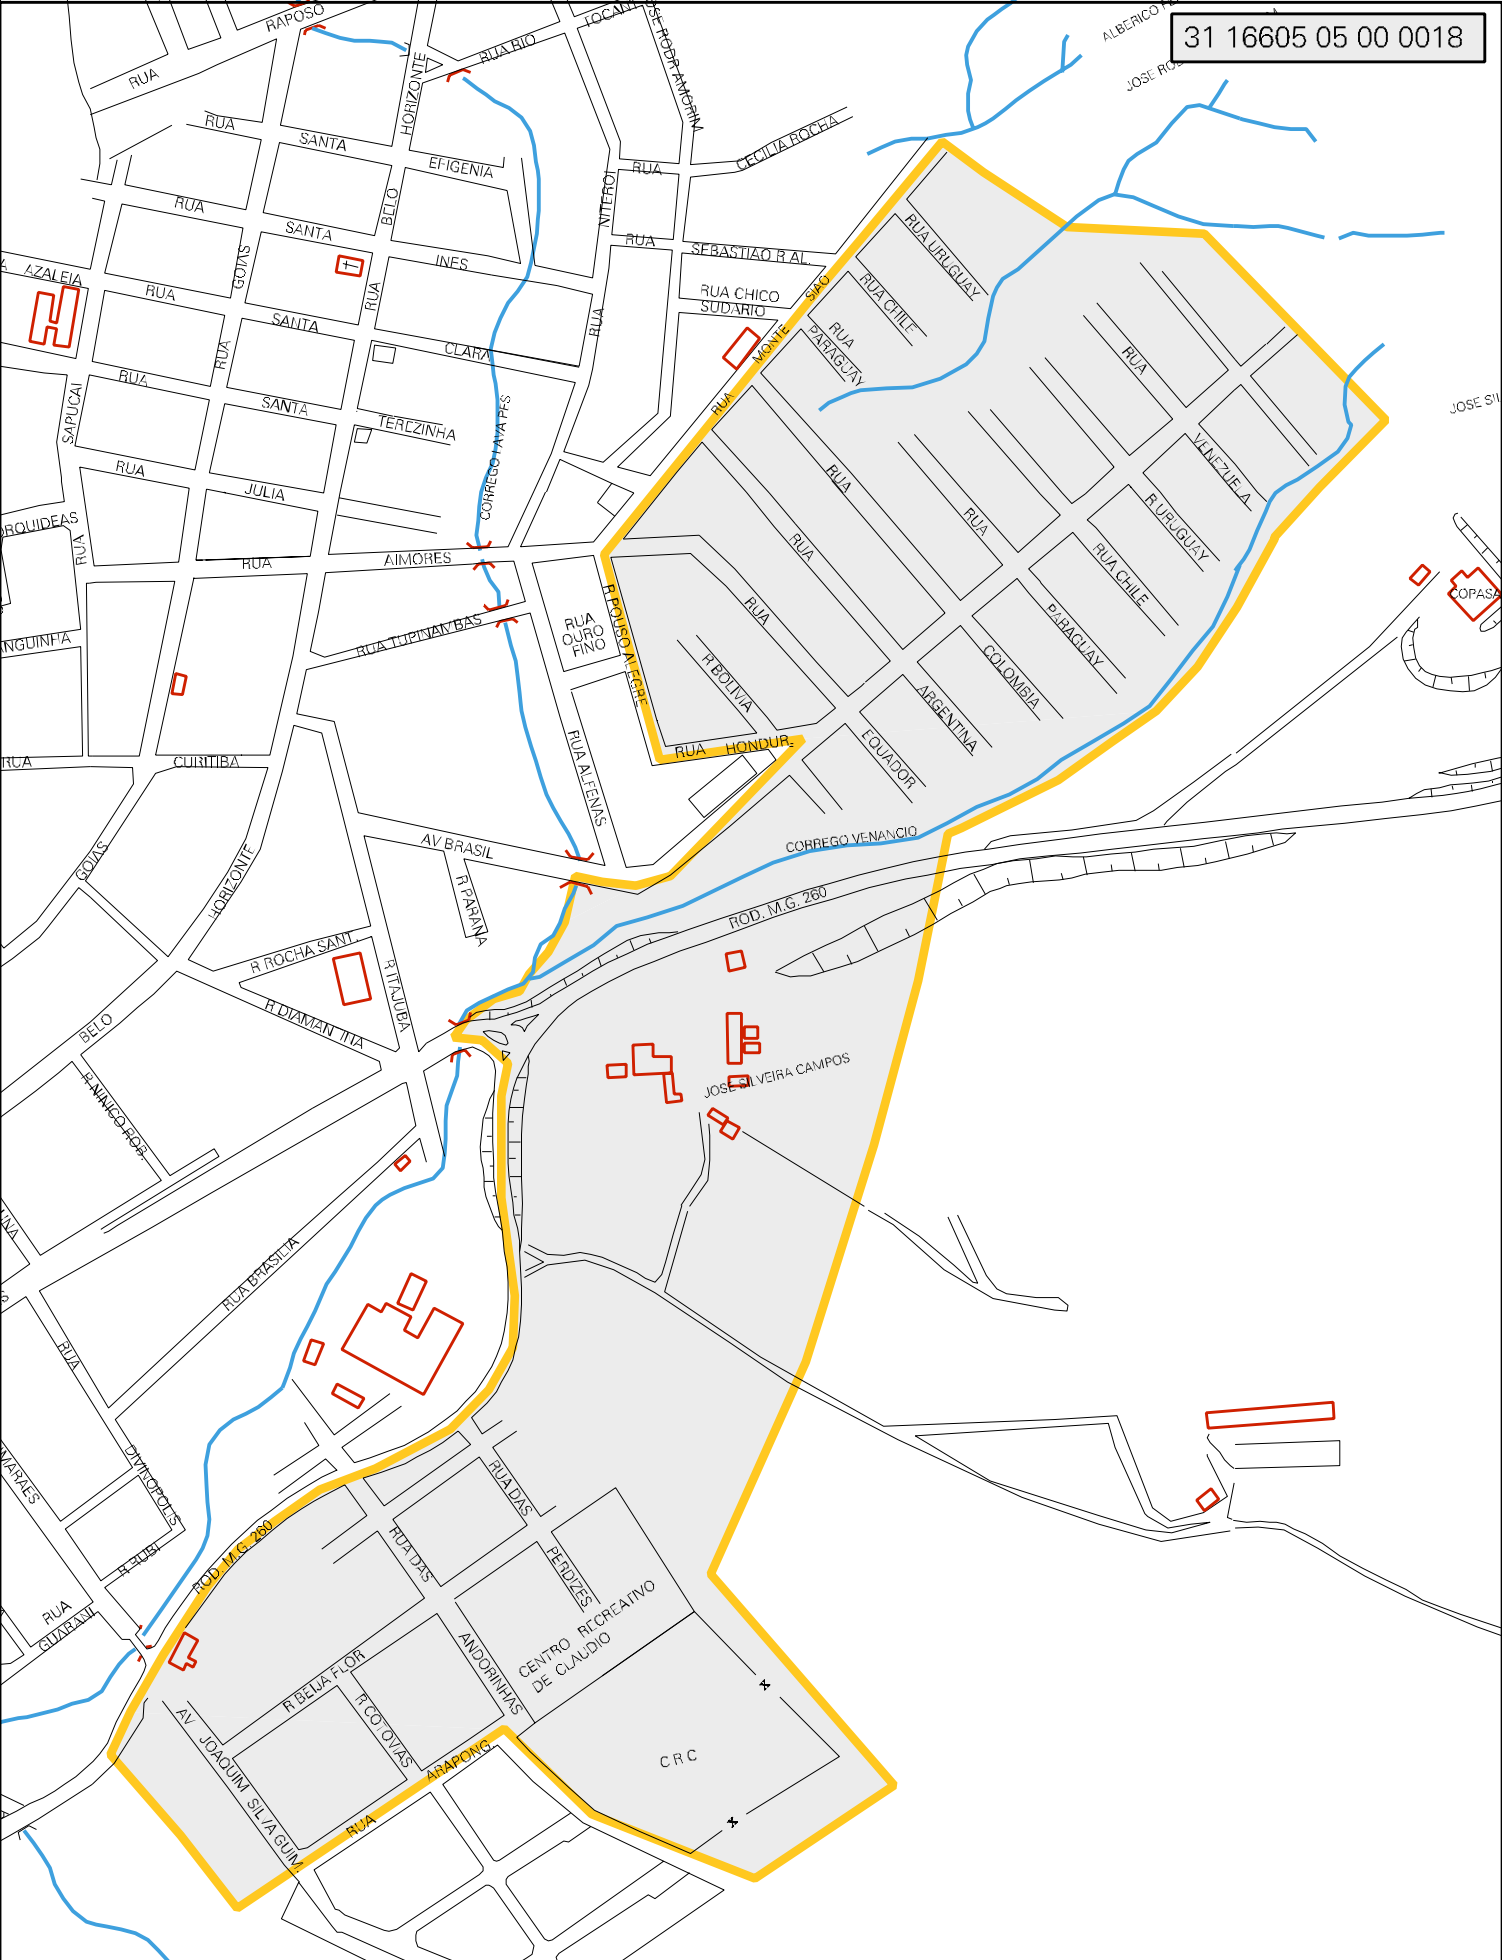 31 16605 05 00 0018
RAPOSO
RUA
RUA RIO
HORIZONTE
CECILIA ROCHA
RUA
RUA
SANTA
EFIGENIA
NITEROI
RUA
SANTA
BELO
INES
RUA
SEBASTIAO R AL.
RUA CHICO
SUDARIO
AZALEIA
GOIAS
RUA
SANTA
RUA
CLARA
RUA
SIAO
MONTE
RUA
RUA URUGUAY
RUA CHILE
RUA
PARAGUAY
RUA
SAPUCAI
RUA
RUA
SANTA
TEREZINHA
CORREGO LAVA PES
RUA
JULIA
RUA
RUA
AIMORES
RUA TUPINAMBAS
RUA
OURO
FINO
R POUSO ALEGRE
RUA
RUA
RUA
RUA
RUA
VENEZUELA
R URUGUAY
RUA CHILE
PARAGUAY
COLOMBIA
ARGENTINA
EQUADOR
R BOLIVIA
RUA HONDUR.
COPASA
RUA
CURITIBA
RUA ALFENAS
AV BRASIL
R PARANA
GOIAS
HORIZONTE
CORREGO VENANCIO
ROD. M.G. 260
R ROCHA SANT.
R ITAJUBA
BELO
R NINICO ROB.
JOSE SILVEIRA CAMPOS
RUA BRASILIA
RUA
DIVINOPOLIS
R RUBI
RUA
GUARANI
ROD. M.G. 260
RUA DAS
PERDIZES
RUA DAS
ANDORINHAS
CENTRO RECREATIVO
DE CLAUDIO
R BEIJA FLOR
R COTOVIAS
AV JOAQUIM SILVA GUIM.
RUA
ARAPONG.
C R C